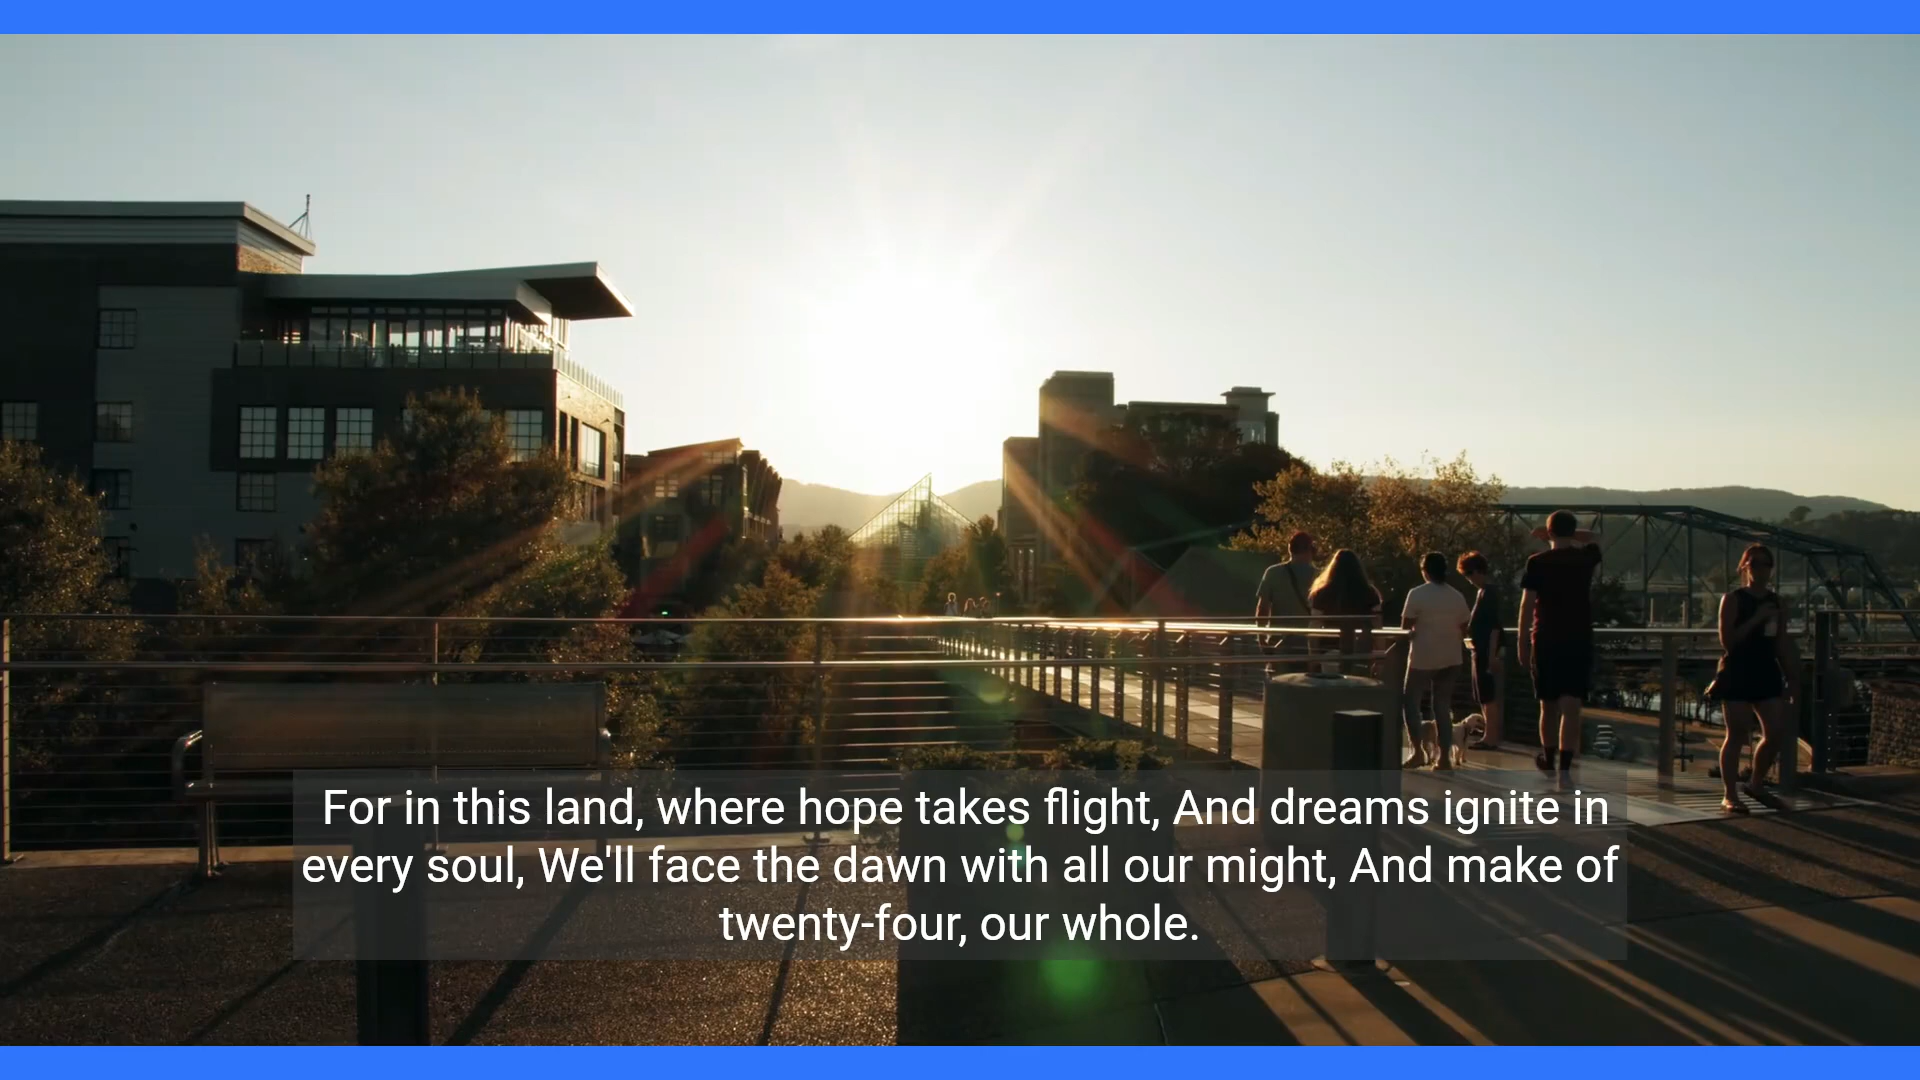 For in this land, where hope takes flight, And dreams ignite in
every soul, We'll face the dawn with all our might, And make of
twenty-four, our whole.